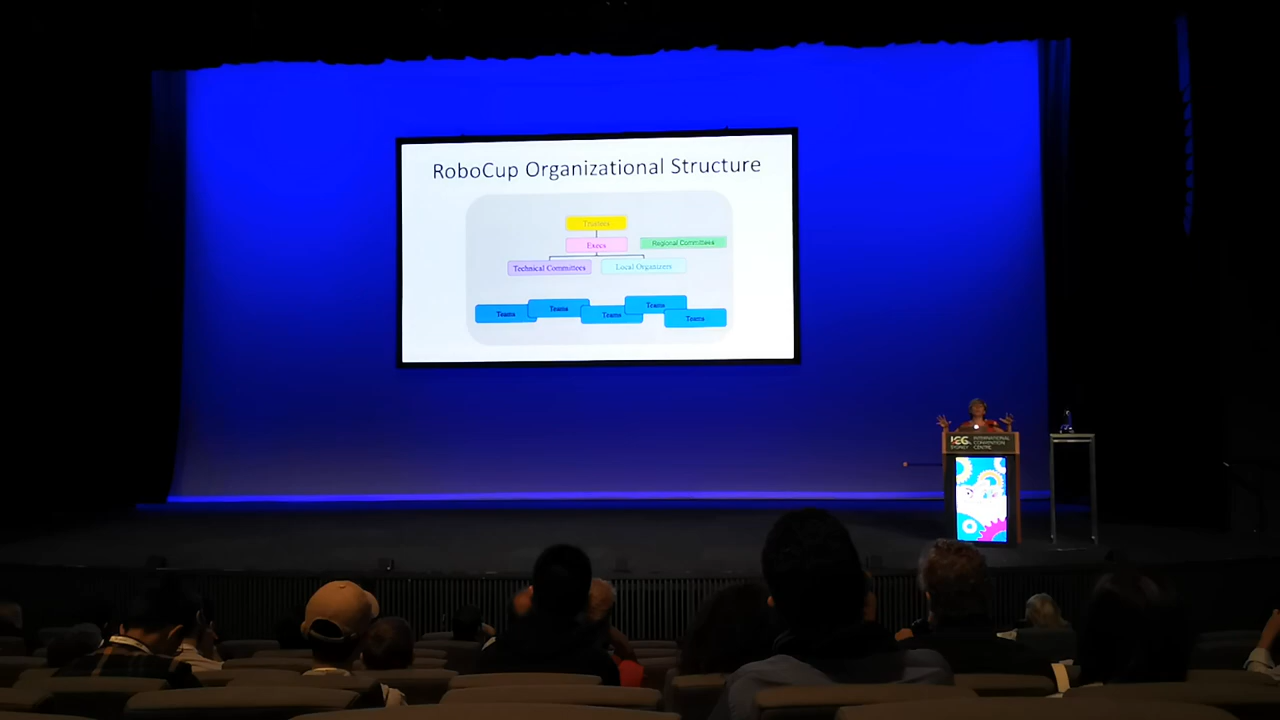 RoboCup Organizational Structure
Trustees
Execs
Regional Committees
Technical Committees
Local Organizers
Teams
Teams
Teams
Teams
Teams
ICC SYDNEY
INTERNATIONAL
CONVENTION
CENTRE